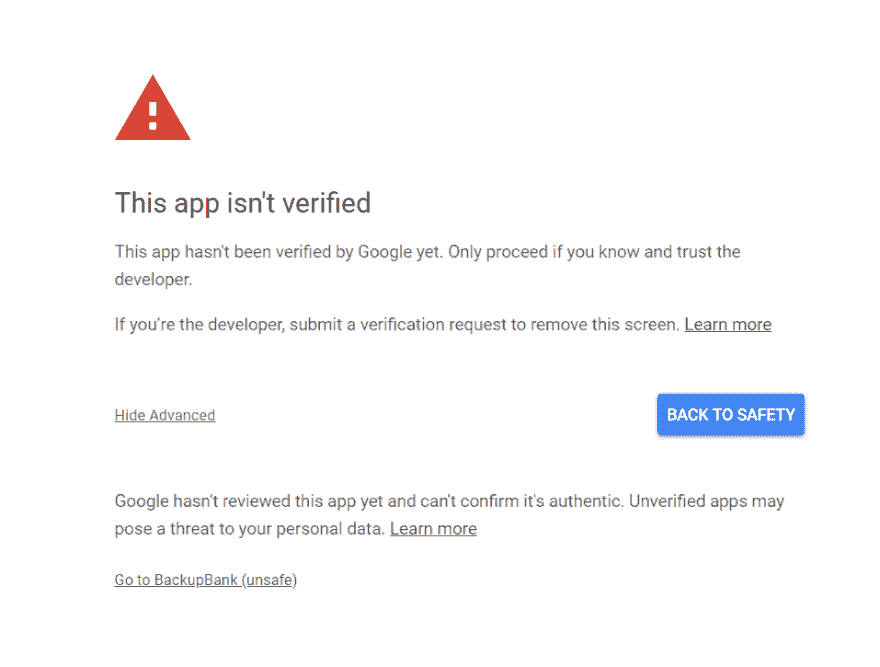 This app isn't verified
This app hasn't been verified by Google yet. Only proceed if you know and trust the
developer.
If you're the developer, submit a verification request to remove this screen. Learn more
Hide Advanced
BACK TO SAFETY
Google hasn't reviewed this app yet and can't confirm it's authentic. Unverified apps may
pose a threat to your personal data. Learn more
Go to BackupBank (unsafe)